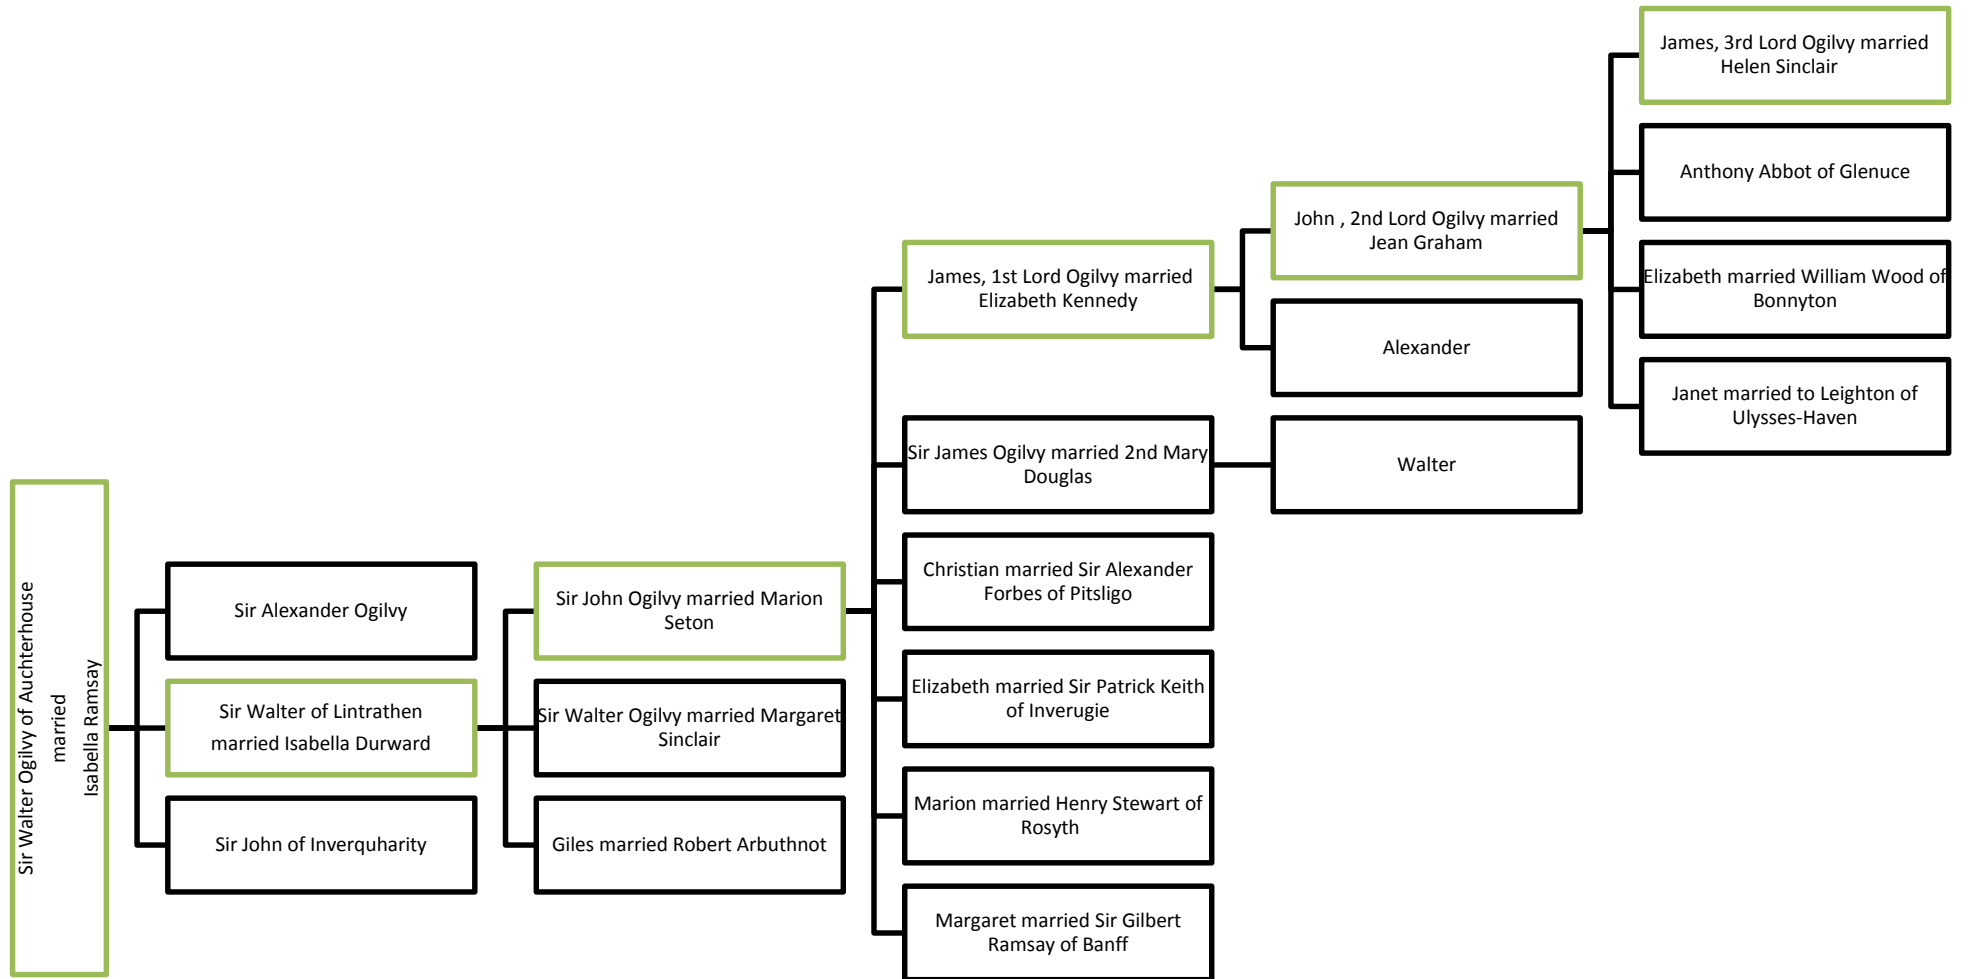 Sir Walter Ogilvy of Auchterhouse
married
Isabella Ramsay
Sir Alexander Ogilvy
Sir Walter of Lintrathen
married Isabella Durward
Sir John of Inverquharity
Sir John Ogilvy married Marion
Seton
Sir Walter Ogilvy married Margaret
Sinclair
Giles married Robert Arbuthnot
James, 1st Lord Ogilvy married
Elizabeth Kennedy
Sir James Ogilvy married 2nd Mary
Douglas
Christian married Sir Alexander
Forbes of Pitsligo
Elizabeth married Sir Patrick Keith
of Inverugie
Marion married Henry Stewart of
Rosyth
Margaret married Sir Gilbert
Ramsay of Banff
John , 2nd Lord Ogilvy married
Jean Graham
Alexander
Walter
James, 3rd Lord Ogilvy married
Helen Sinclair
Anthony Abbot of Glenuce
Elizabeth married William Wood of
Bonnyton
Janet married to Leighton of
Ulysses-Haven